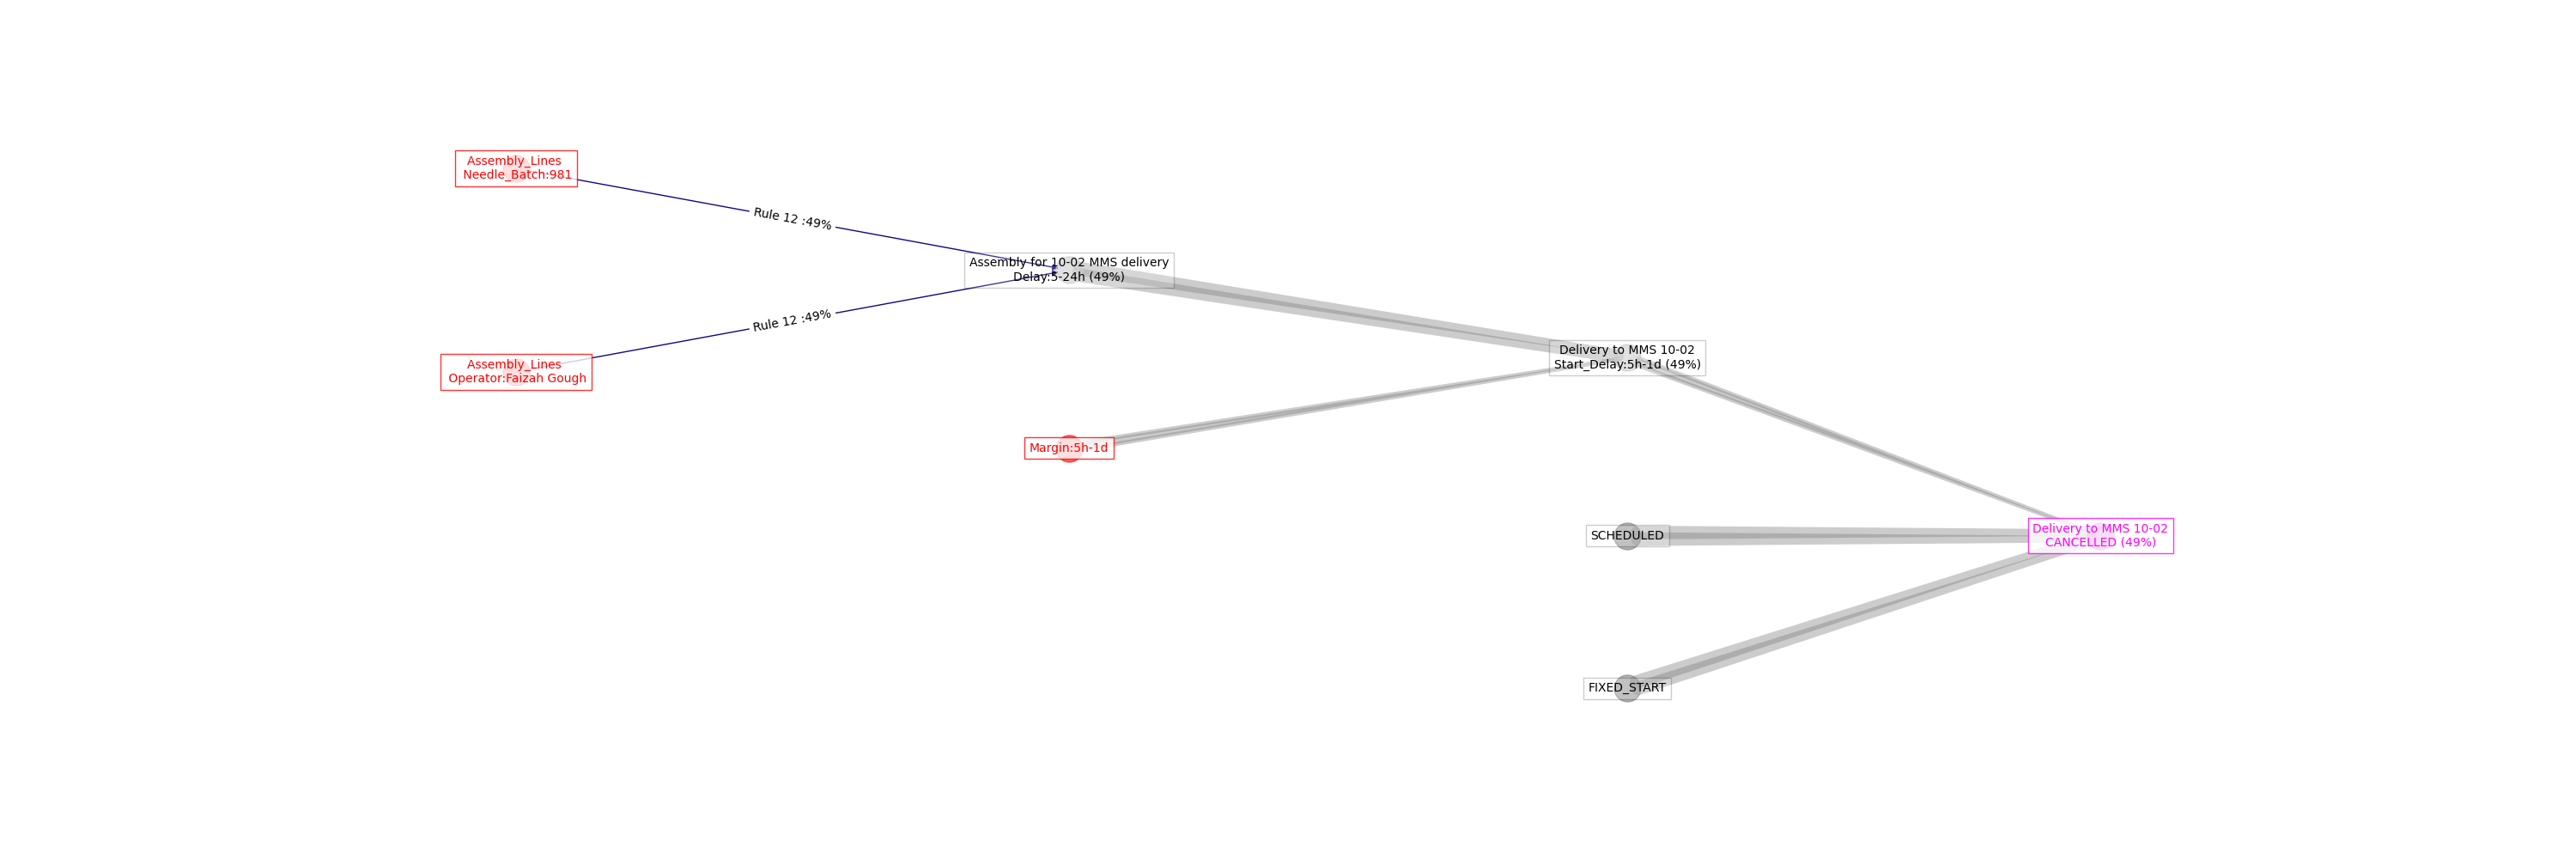 Assembly_Lines
Needle_Batch:981
Rule 12 :49%
Assembly for 10-02 MMS delivery
Delay:5-24h (49%)
Rule 12 :49%
Assembly_Lines
Operator:Faizah Gough
Delivery to MMS 10-02
Start_Delay:5h-1d (49%)
Margin:5h-1d
SCHEDULED
Delivery to MMS 10-02
CANCELLED (49%)
FIXED_START